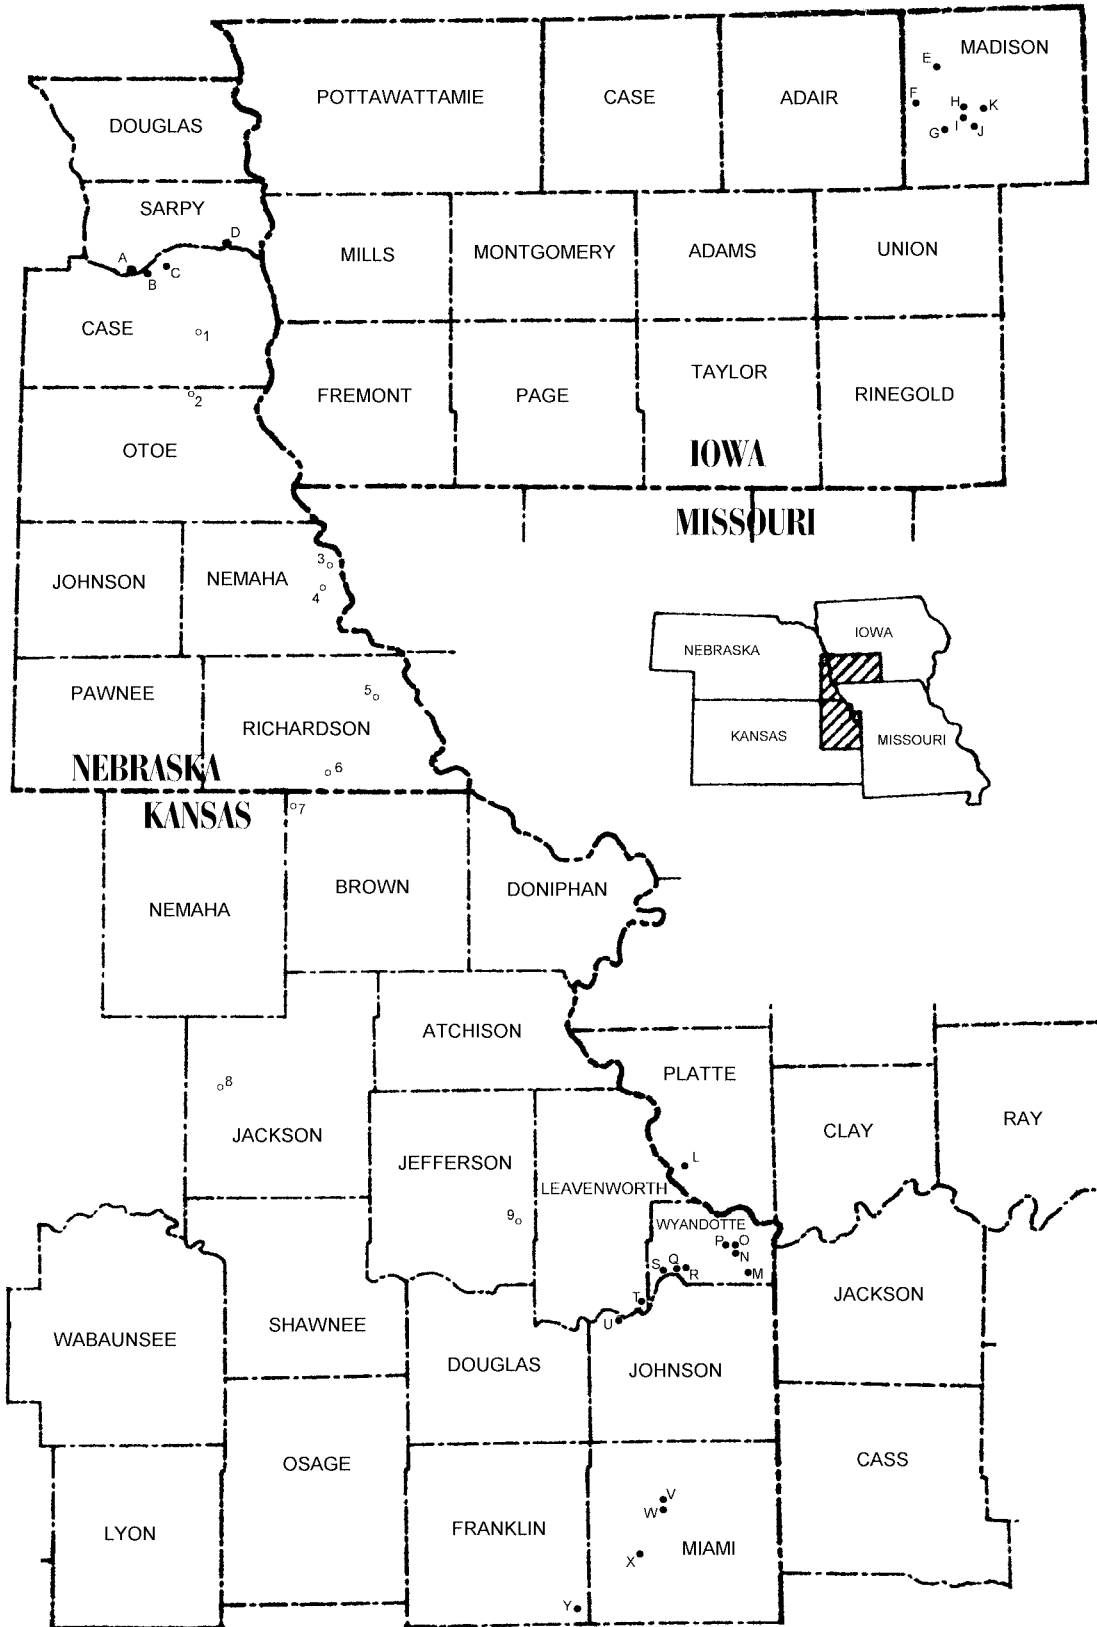 MADISON
E
POTTAWATTAMIE
CASE
ADAIR
F
H
K
I
J
G
DOUGLAS
SARPY
D
A
C
B
MILLS
MONTGOMERY
ADAMS
UNION
CASE
1
TAYLOR
FREMONT
PAGE
RINEGOLD
2
OTOE
IOWA
MISSOURI
3
JOHNSON
NEMAHA
4
IOWA
NEBRASKA
KANSAS
MISSOURI
PAWNEE
5
RICHARDSON
6
NEBRASKA
KANSAS
7
BROWN
DONIPHAN
NEMAHA
ATCHISON
PLATTE
8
JACKSON
CLAY
RAY
JEFFERSON
L
LEAVENWORTH
9
WYANDOTTE
P
O
N
S
Q
R
M
T
U
JACKSON
WABAUNSEE
SHAWNEE
DOUGLAS
JOHNSON
OSAGE
CASS
V
W
LYON
FRANKLIN
MIAMI
X
Y